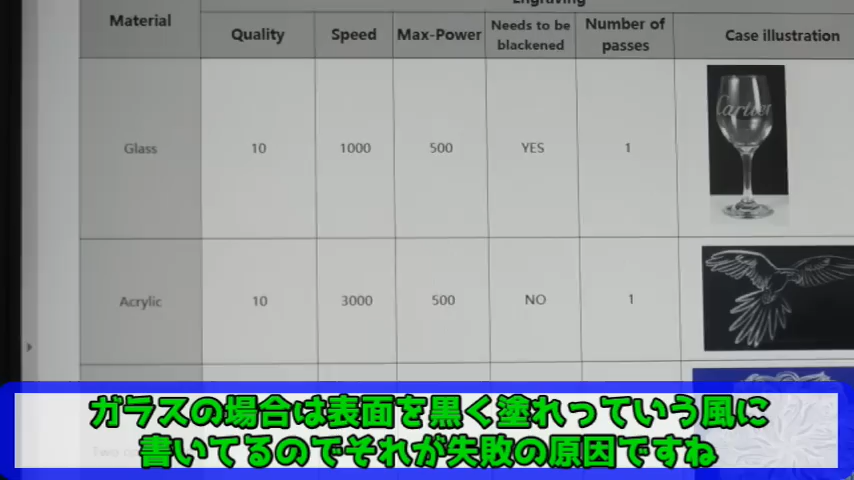 Engraving
Material
Quality
Speed
Max-Power
Needs to be
blackened
Number of
passes
Case illustration
Glass
10
1000
500
YES
1
Cartier
Acrylic
10
3000
500
NO
1
ガラスの場合は表面を黒く塗れっていう風に
書いてるのでそれが失敗の原因ですね